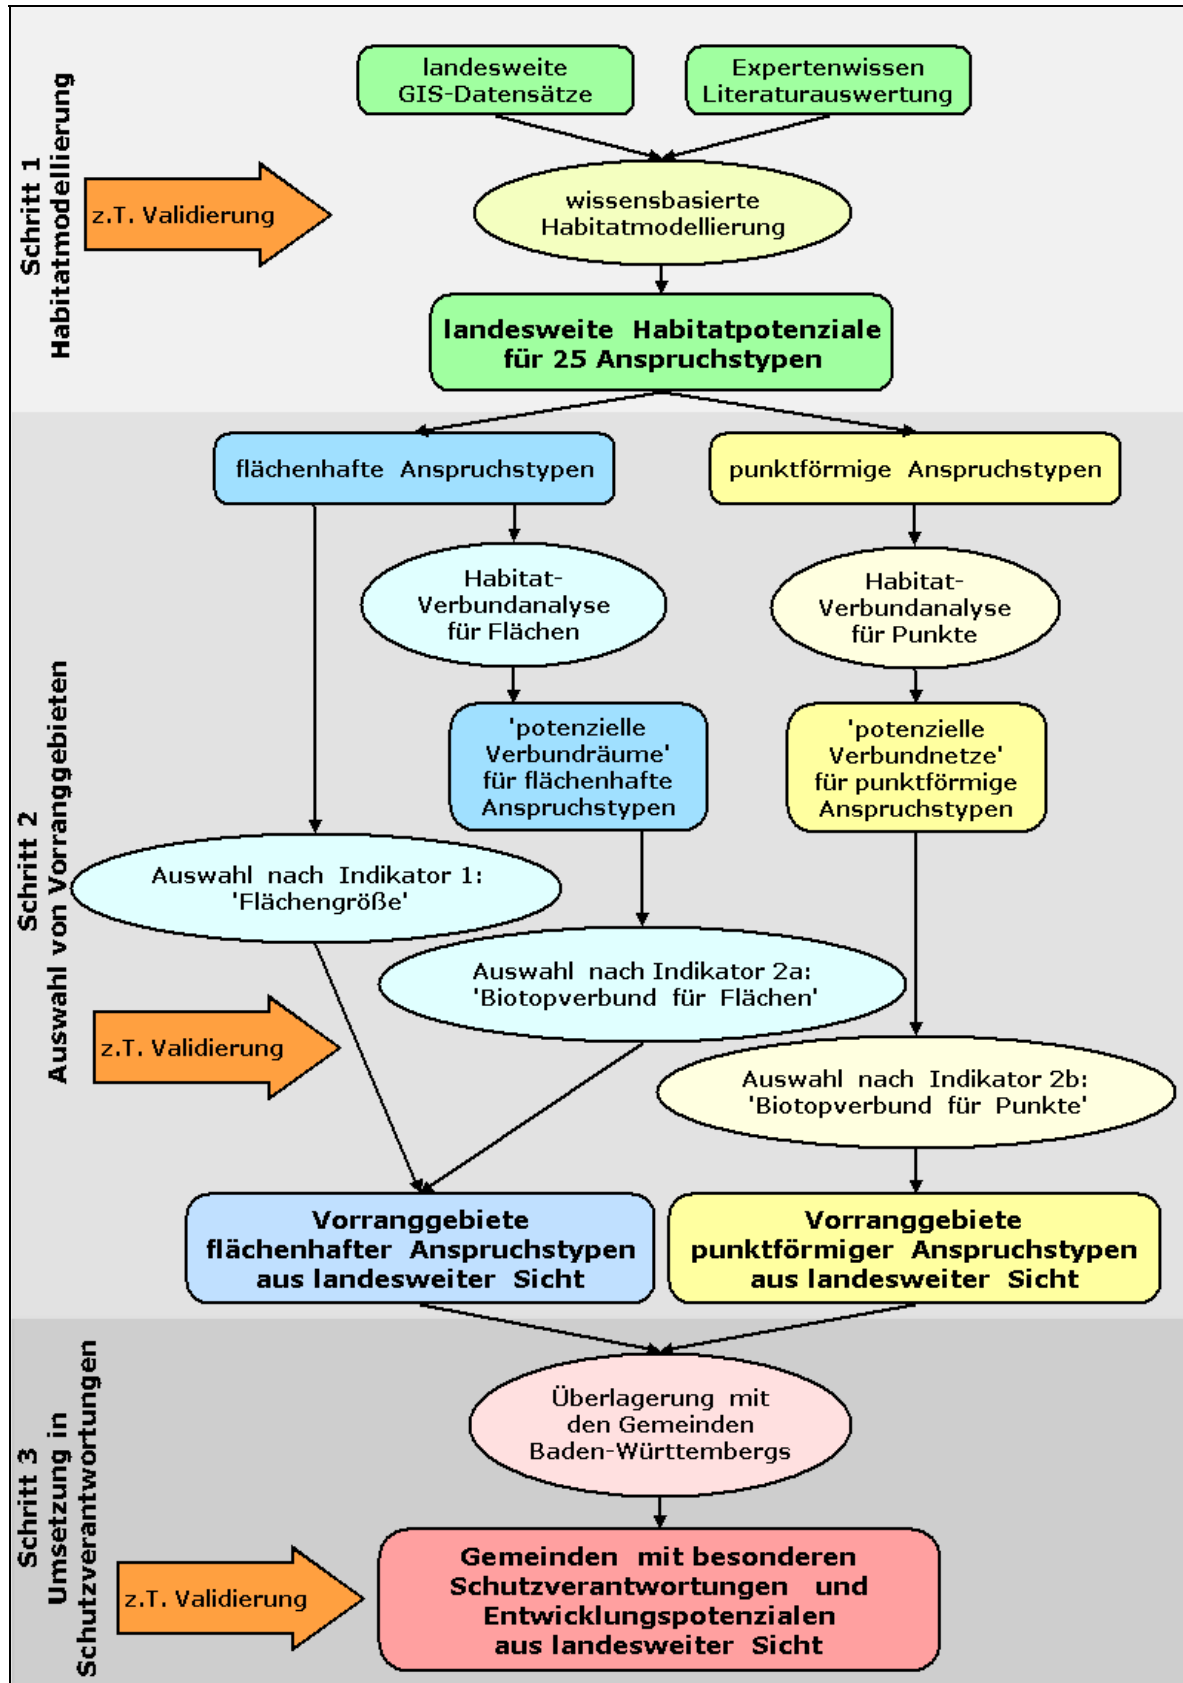 Schritt 1
Habitatmodellierung
landesweite
GIS-Datensätze
Expertenwissen
Literaturauswertung
z.T. Validierung
wissensbasierte
Habitatmodellierung
landesweite Habitatpotenziale
für 25 Anspruchstypen
Schritt 2
Auswahl von Vorranggebieten
flächenhafte Anspruchstypen
punktförmige Anspruchstypen
Habitat-
Verbundanalyse
für Flächen
Habitat-
Verbundanalyse
für Punkte
'potenzielle
Verbundräume'
für flächenhafte
Anspruchstypen
'potenzielle
Verbundnetze'
für punktförmige
Anspruchstypen
Auswahl nach Indikator 1:
'Flächengröße'
Auswahl nach Indikator 2a:
'Biotopverbund für Flächen'
z.T. Validierung
Auswahl nach Indikator 2b:
'Biotopverbund für Punkte'
Vorranggebiete
flächenhafter Anspruchstypen
aus landesweiter Sicht
Vorranggebiete
punktförmiger Anspruchstypen
aus landesweiter Sicht
Schritt 3
Umsetzung in
Schutzverantwortungen
Überlagerung mit
den Gemeinden
Baden-Württembergs
z.T. Validierung
Gemeinden mit besonderen
Schutzverantwortungen und
Entwicklungspotenzialen
aus landesweiter Sicht